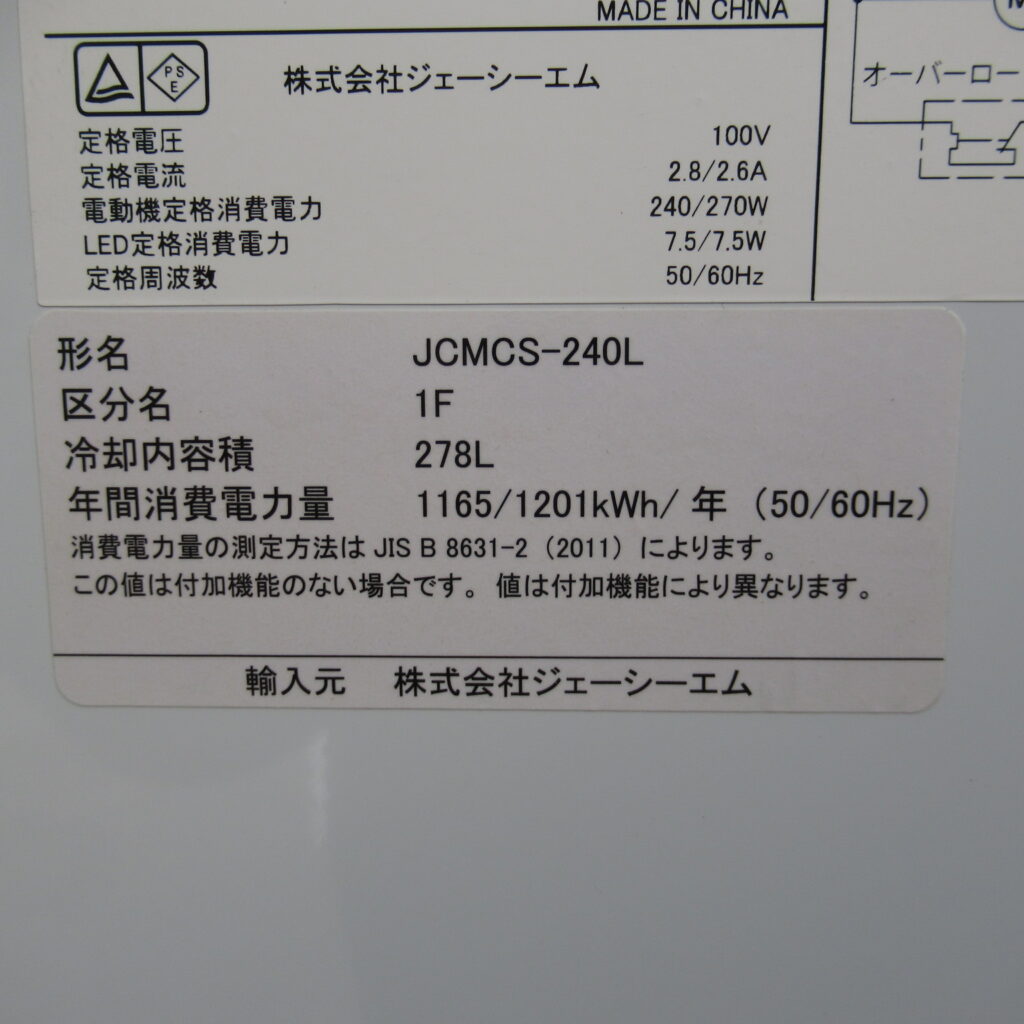 MADE IN CHINA
PS
E
株式会社ジェーシーエム
定格電圧 100V
定格電流 2.8/2.6A
電動機定格消費電力 240/270W
LED定格消費電力 7.5/7.5W
定格周波数 50/60Hz
オーバーロー
形名 JCMCS-240L
区分名 1F
冷却内容積 278L
年間消費電力量 1165/1201kWh/ 年 (50/60Hz)
消費電力量の測定方法は JIS B 8631-2 (2011) によります。
この値は付加機能のない場合です。 値は付加機能により異なります。
輸入元 株式会社ジェーシーエム